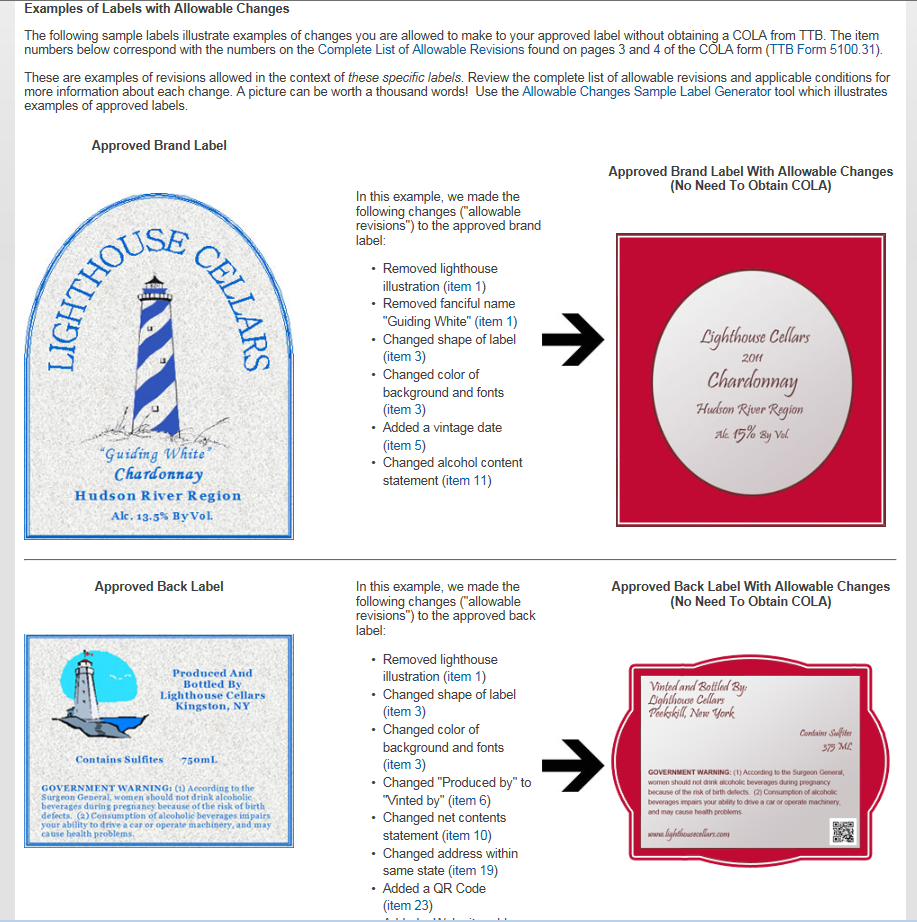 Examples of Labels with Allowable Changes
The following sample labels illustrate examples of changes you are allowed to make to your approved label without obtaining a COLA from TTB. The item
numbers below correspond with the numbers on the Complete List of Allowable Revisions found on pages 3 and 4 of the COLA form (TTB Form 5100.31).
These are examples of revisions allowed in the context of these specific labels. Review the complete list of allowable revisions and applicable conditions for
more information about each change. A picture can be worth a thousand words!  Use the Allowable Changes Sample Label Generator tool which illustrates
examples of approved labels.
Approved Brand Label
LIGHTHOUSE CELLARS
"Guiding White"
Chardonnay
Hudson River Region
Alc. 13.5% By Vol.
In this example, we made the
following changes ("allowable
revisions") to the approved brand
label:
• Removed lighthouse
illustration (item 1)
• Removed fanciful name
"Guiding White" (item 1)
• Changed shape of label
(item 3)
• Changed color of
background and fonts
(item 3)
• Added a vintage date
(item 5)
• Changed alcohol content
statement (item 11)
Approved Brand Label With Allowable Changes
(No Need To Obtain COLA)
Lighthouse Cellars
2011
Chardonnay
Hudson River Region
Alc. 15% By Vol.
Approved Back Label
Produced And
Bottled By
Lighthouse Cellars
Kingston, NY
Contains Sulfites 750mL
GOVERNMENT WARNING: (1) According to the
Surgeon General, women should not drink alcoholic
beverages during pregnancy because of the risk of birth
defects. (2) Consumption of alcoholic beverages impairs
your ability to drive a car or operate machinery, and may
cause health problems.
In this example, we made the
following changes ("allowable
revisions") to the approved back
label:
• Removed lighthouse
illustration (item 1)
• Changed shape of label
(item 3)
• Changed color of
background and fonts
(item 3)
• Changed "Produced by" to
"Vinted by" (item 6)
• Changed net contents
statement (item 10)
• Changed address within
same state (item 19)
• Added a QR Code
(item 23)
Approved Back Label With Allowable Changes
(No Need To Obtain COLA)
Vinted and Bottled By:
Lighthouse Cellars
Peekskill, New York
Contains Sulfites
375 ML
GOVERNMENT WARNING: (1) According to the Surgeon General,
women should not drink alcoholic beverages during pregnancy
because of the risk of birth defects. (2) Consumption of alcoholic
beverages impairs your ability to drive a car or operate machinery,
and may cause health problems.
www.lighthousecellars.com